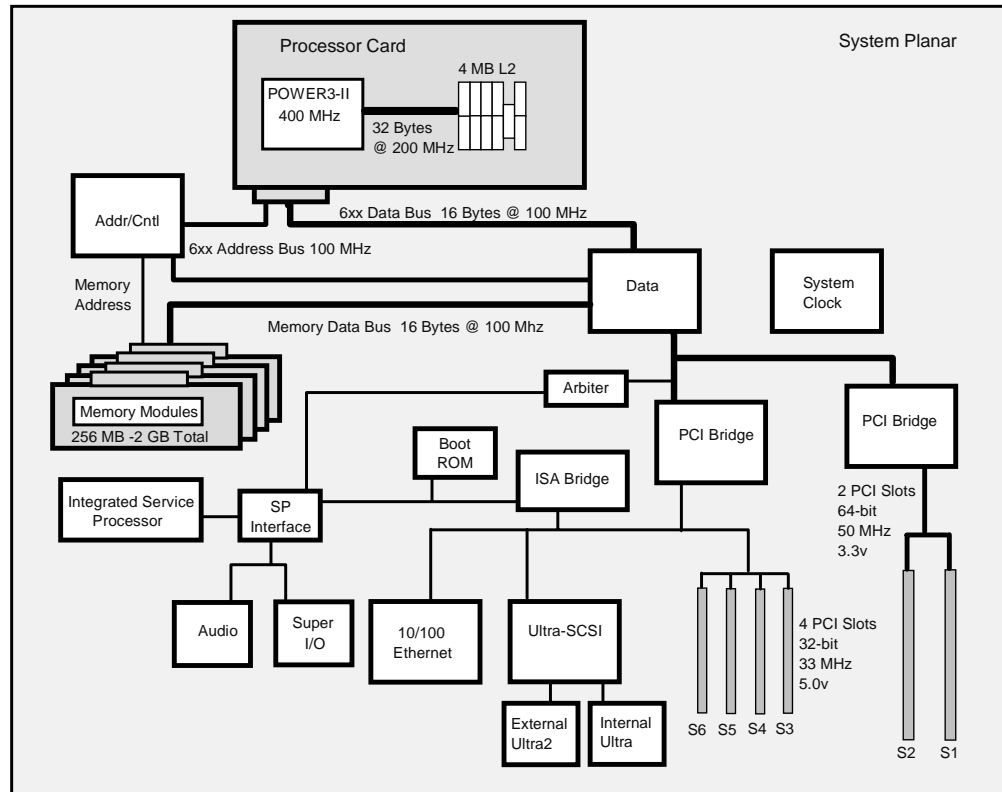 Processor Card
System Planar
4 MB L2
POWER3-II
400 MHz
32 Bytes
@ 200 MHz
Addr/Cntl
6xx Data Bus 16 Bytes @ 100 MHz
6xx Address Bus 100 MHz
Data
System
Clock
Memory
Address
Memory Data Bus 16 Bytes @ 100 Mhz
Arbiter
Memory Modules
256 MB -2 GB Total
PCI Bridge
PCI Bridge
Boot
ROM
ISA Bridge
Integrated Service
Processor
SP
Interface
2 PCI Slots
64-bit
50 MHz
3.3v
Audio
Super
I/O
10/100
Ethernet
Ultra-SCSI
4 PCI Slots
32-bit
33 MHz
5.0v
External
Ultra2
Internal
Ultra
S6
S5
S4
S3
S2
S1